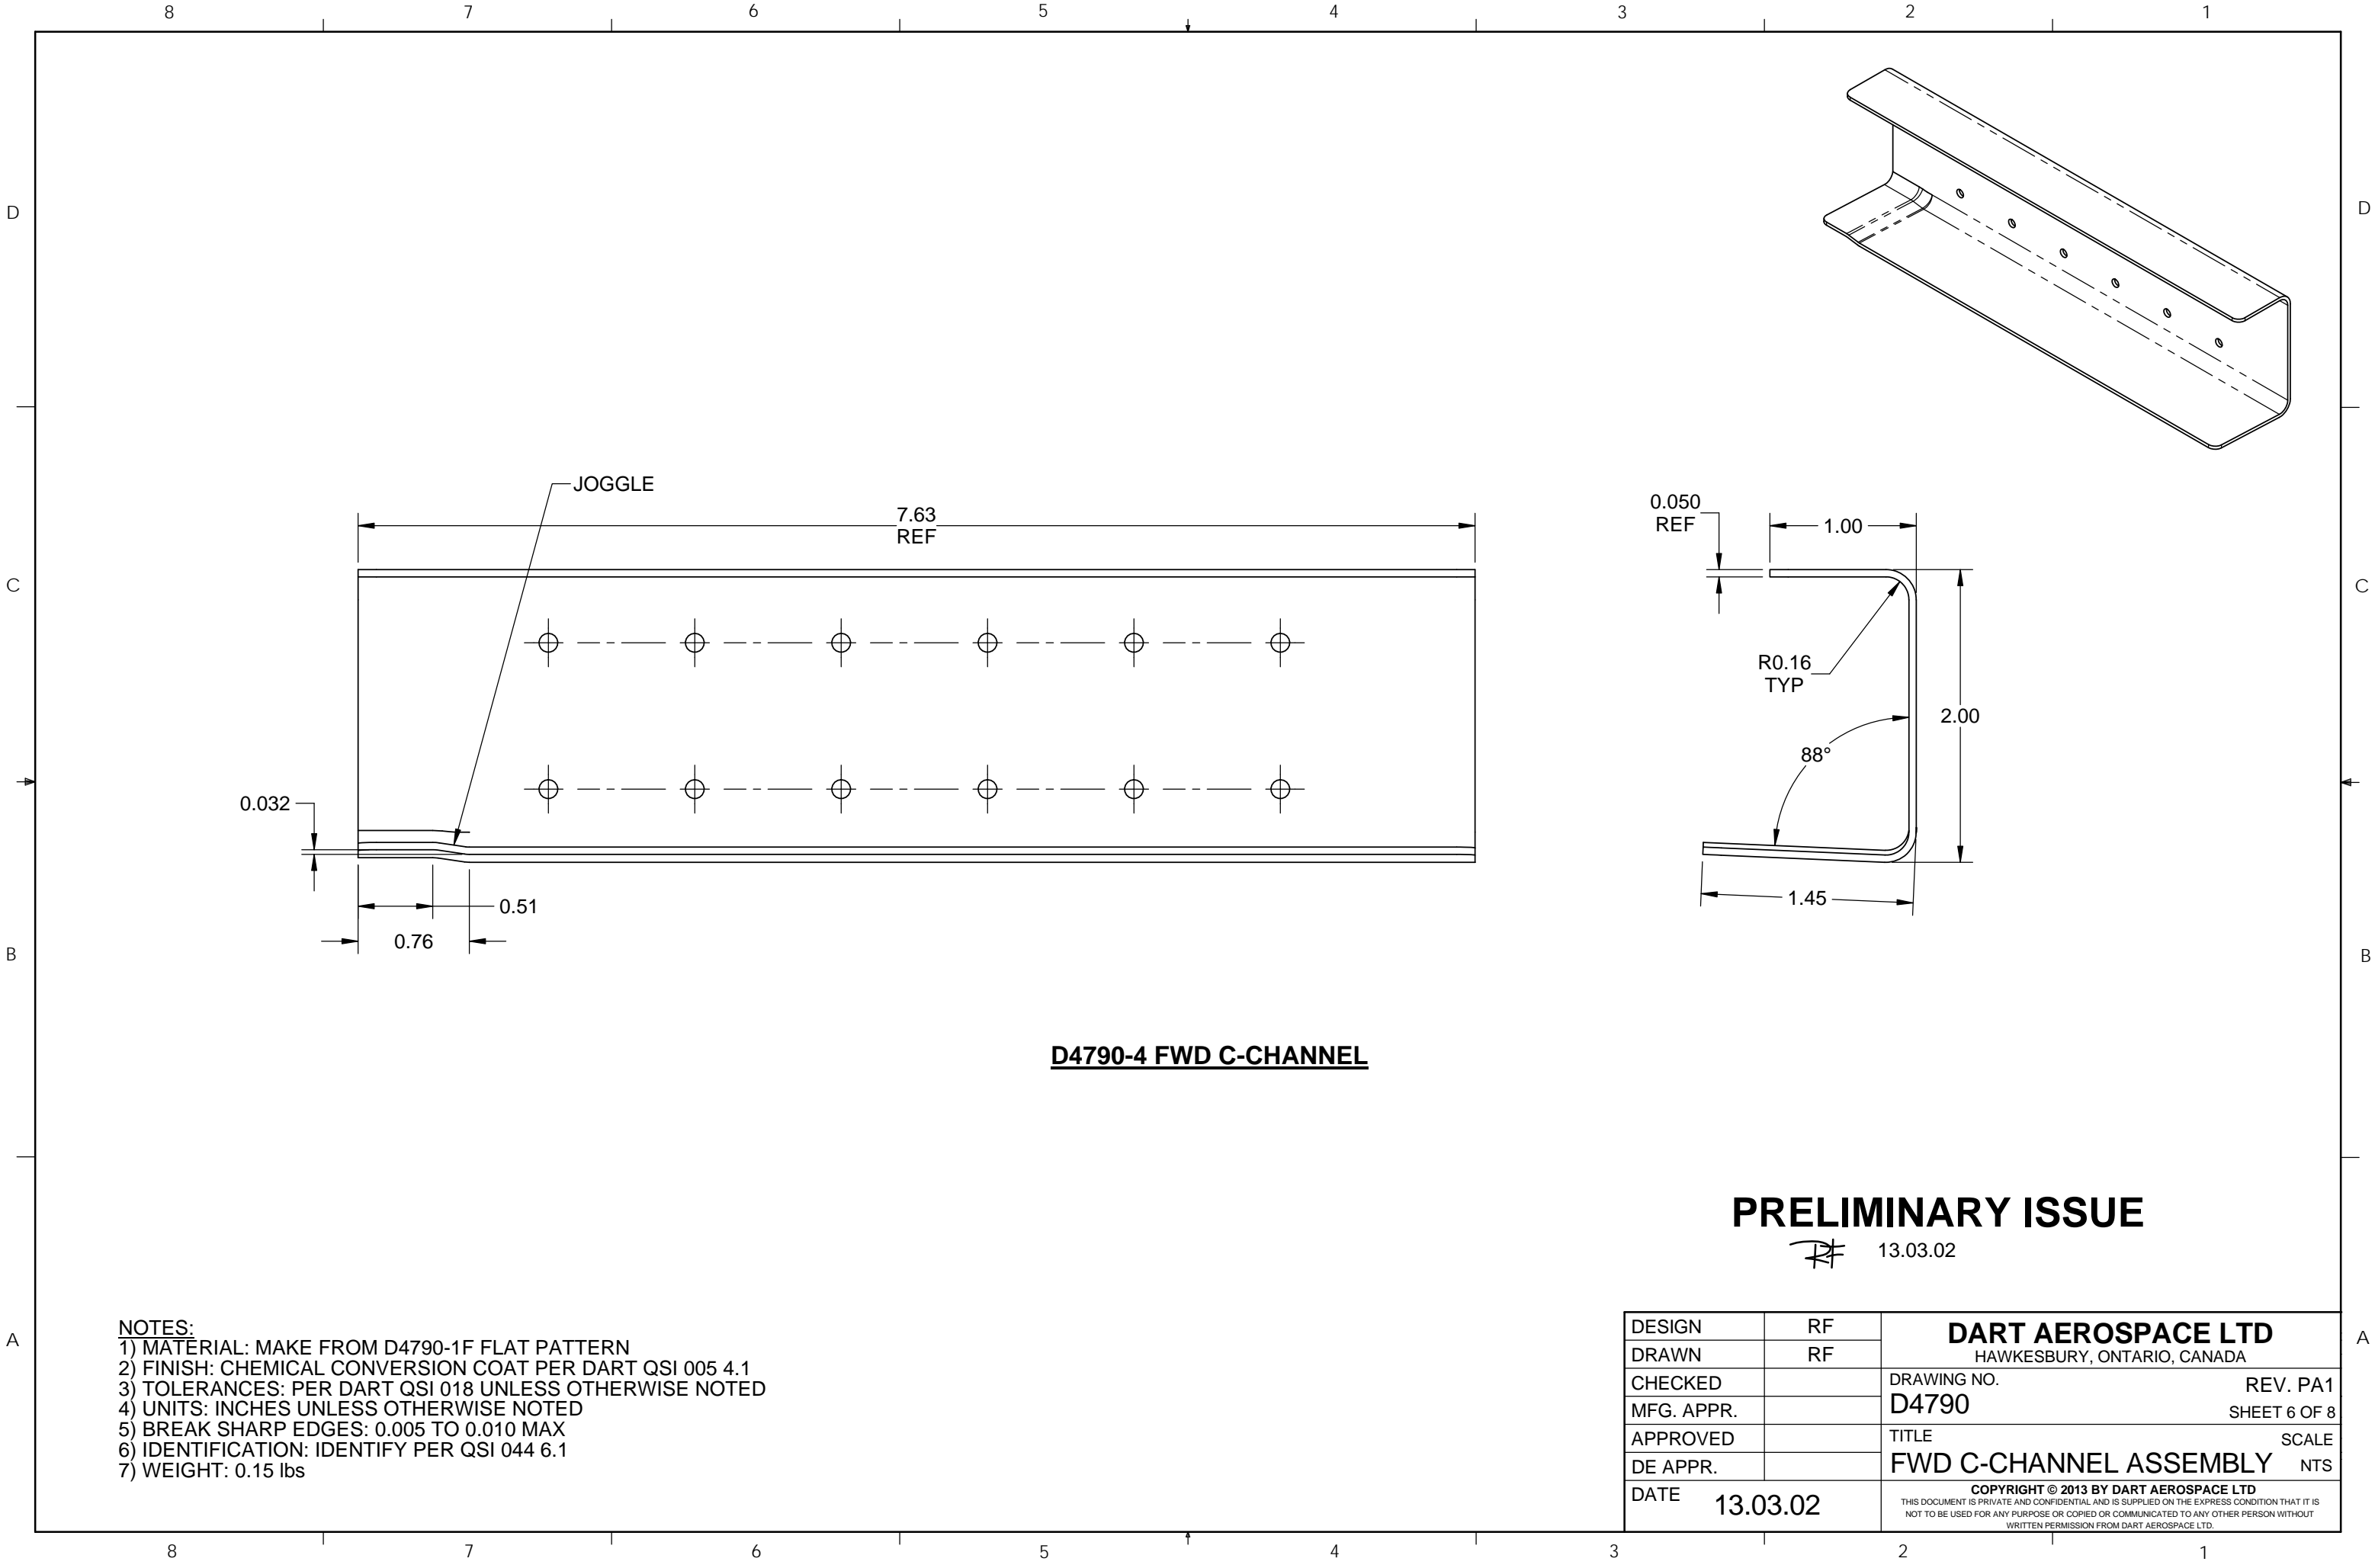 8 7 6 5 4 3 2 1
D D
JOGGLE
7.63
REF
0.050
REF
1.00
C C
R0.16
TYP
2.00
88°
0.032
0.51
1.45
0.76
B B
D4790-4 FWD C-CHANNEL
PRELIMINARY ISSUE
RF 13.03.02
A A
NOTES:
1) MATERIAL: MAKE FROM D4790-1F FLAT PATTERN
2) FINISH: CHEMICAL CONVERSION COAT PER DART QSI 005 4.1
3) TOLERANCES: PER DART QSI 018 UNLESS OTHERWISE NOTED
4) UNITS: INCHES UNLESS OTHERWISE NOTED
5) BREAK SHARP EDGES: 0.005 TO 0.010 MAX
6) IDENTIFICATION: IDENTIFY PER QSI 044 6.1
7) WEIGHT: 0.15 lbs
DESIGN RF
DRAWN RF
CHECKED
MFG. APPR.
APPROVED
DE APPR.
DATE 13.03.02
DART AEROSPACE LTD
HAWKESBURY, ONTARIO, CANADA
DRAWING NO. REV. PA1
D4790 SHEET 6 OF 8
TITLE SCALE
FWD C-CHANNEL ASSEMBLY NTS
COPYRIGHT © 2013 BY DART AEROSPACE LTD
THIS DOCUMENT IS PRIVATE AND CONFIDENTIAL AND IS SUPPLIED ON THE EXPRESS CONDITION THAT IT IS
NOT TO BE USED FOR ANY PURPOSE OR COPIED OR COMMUNICATED TO ANY OTHER PERSON WITHOUT
WRITTEN PERMISSION FROM DART AEROSPACE LTD.
8 7 6 5 4 3 2 1